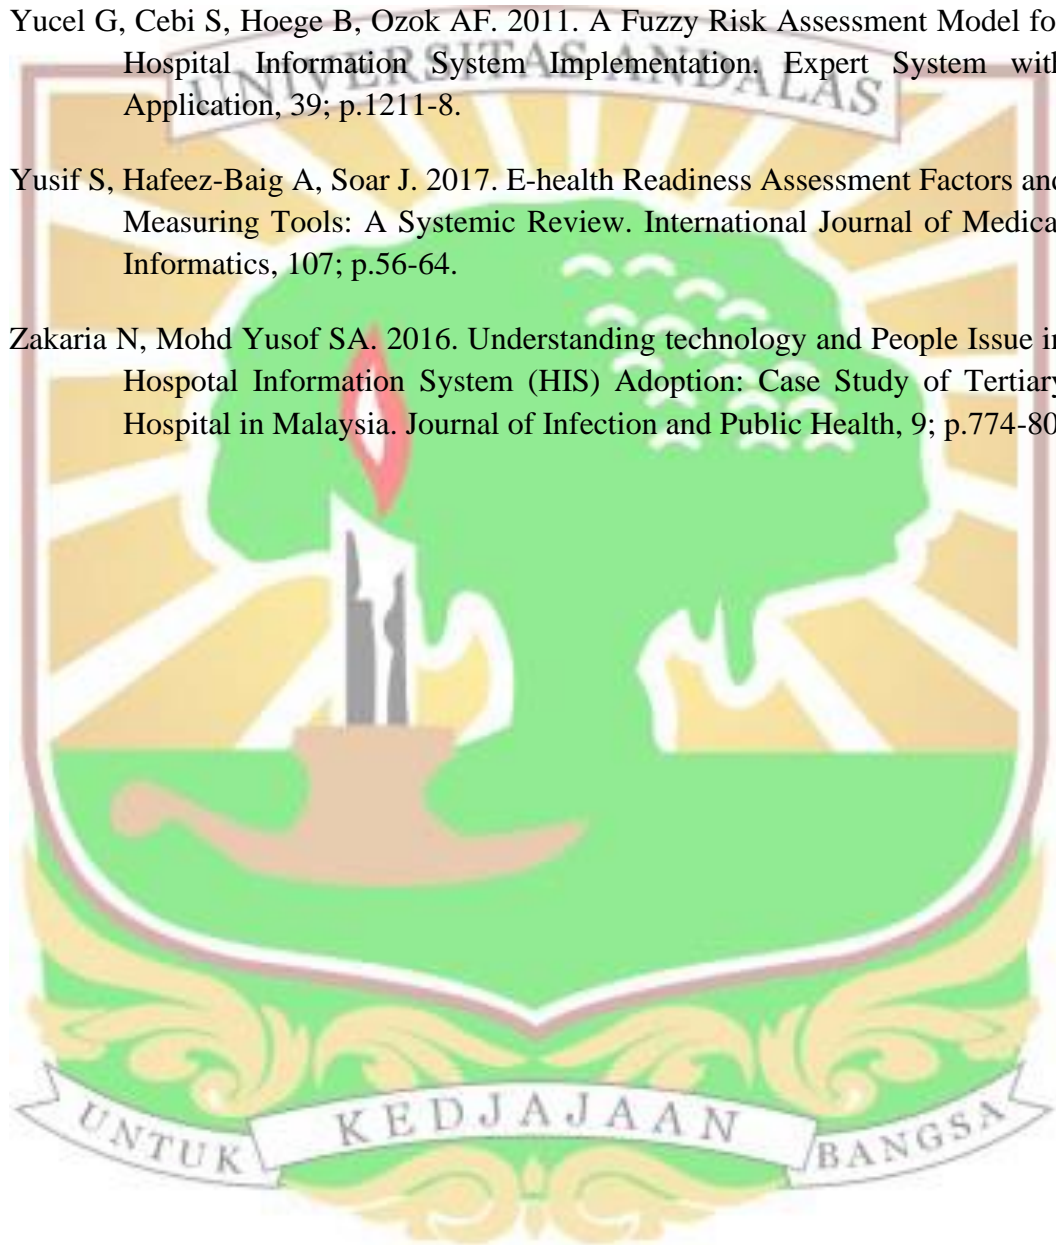 Yucel G, Cebi S, Hoege B, Ozok AF. 2011. A Fuzzy Risk Assessment Model fo
Hospital Information System Implementation. Expert System with
Application, 39; p.1211-8.
UNIVERSITAS ANDALAS
Yusif S, Hafeez-Baig A, Soar J. 2017. E-health Readiness Assessment Factors and
Measuring Tools: A Systemic Review. International Journal of Medica
Informatics, 107; p.56-64.
Zakaria N, Mohd Yusof SA. 2016. Understanding technology and People Issue in
Hospotal Information System (HIS) Adoption: Case Study of Tertiary
Hospital in Malaysia. Journal of Infection and Public Health, 9; p.774-80
UNTUK KEDJAJAAN BANGSA